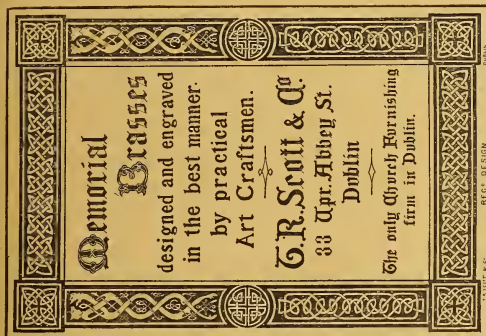 Memorial
Brasses
designed and engraved
in the best manner.
by practical
Art Craftsmen.
T. R. Scott & Co
33 Upr. Abbey St.
Dublin
The only Church Furnishing
firm in Dublin.
REGD DESIGN